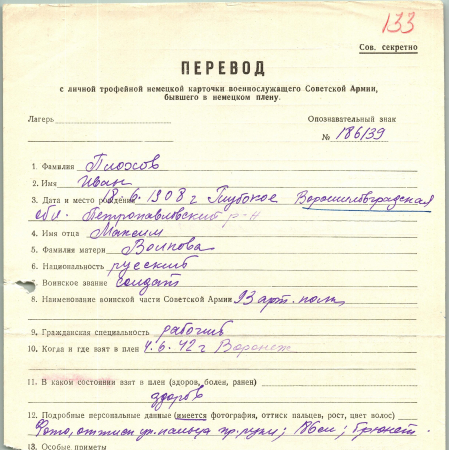 133
Сов. секретно
ПЕРЕВОД
с личной трофейной немецкой карточки военнослужащего Советской Армии,
бывшего в немецком плену.
Лагерь
Опознавательный знак
№ 186139
1. Фамилия Плохов
2. Имя Иван
3. Дата и место рождения 18.6.1908 г Глубокое Ворошиловградская
обл. Петропавловский р-н
4. Имя отца Максим
5. Фамилия матери Волкова
6. Национальность русский
7. Воинское звание солдат
8. Наименование воинской части Советской Армии 93 арт. полк
9. Гражданская специальность рабочий
10. Когда и где взят в плен 4.6.42 г Воронеж
11. В каком состоянии взят в плен (здоров, болен, ранен)
здоров
12. Подробные персональные данные (имеется фотография, оттиск пальцев, рост, цвет волос)
Фото, оттиск ук. пальца пр. руки; 186см; брюнет.
13. Особые приметы